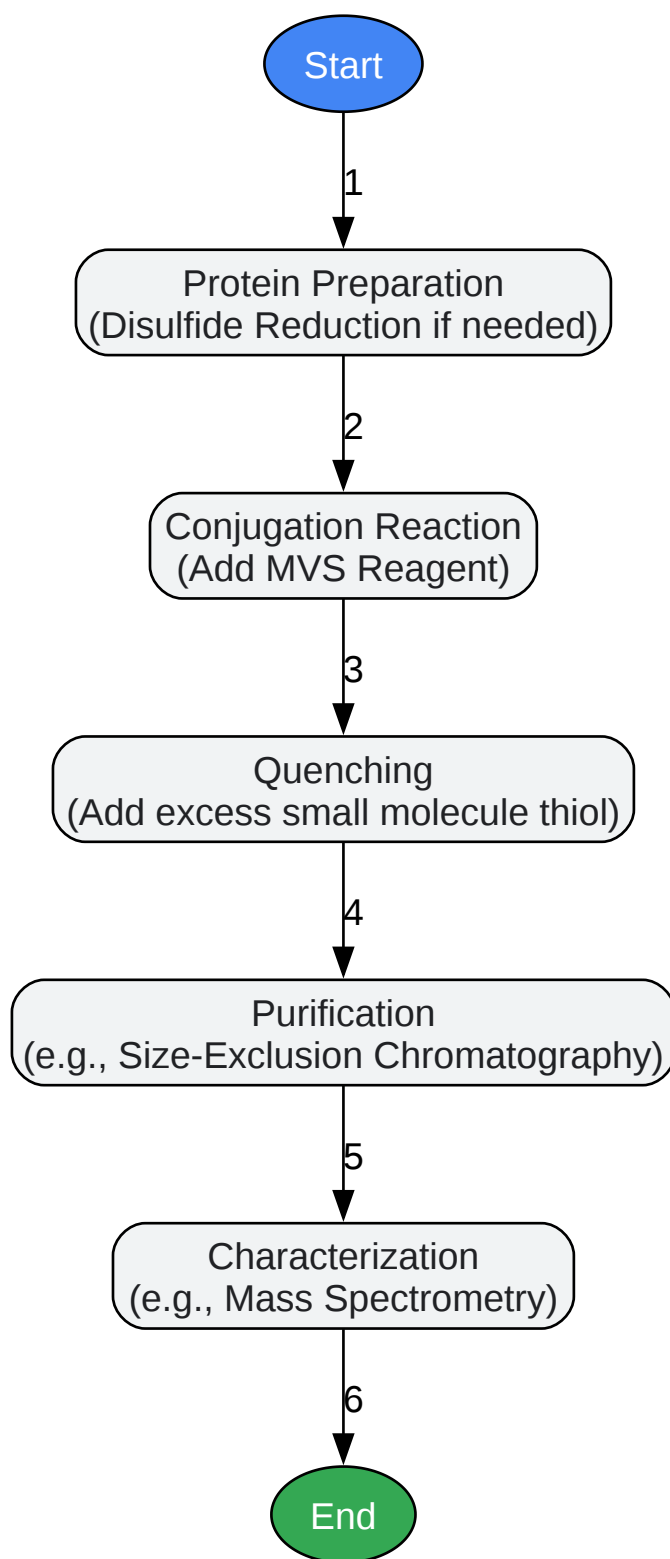 Start
1
Protein Preparation
(Disulfide Reduction if needed)
2
Conjugation Reaction
(Add MVS Reagent)
3
Quenching
(Add excess small molecule thiol)
4
Purification
(e.g., Size-Exclusion Chromatography)
5
Characterization
(e.g., Mass Spectrometry)
6
End